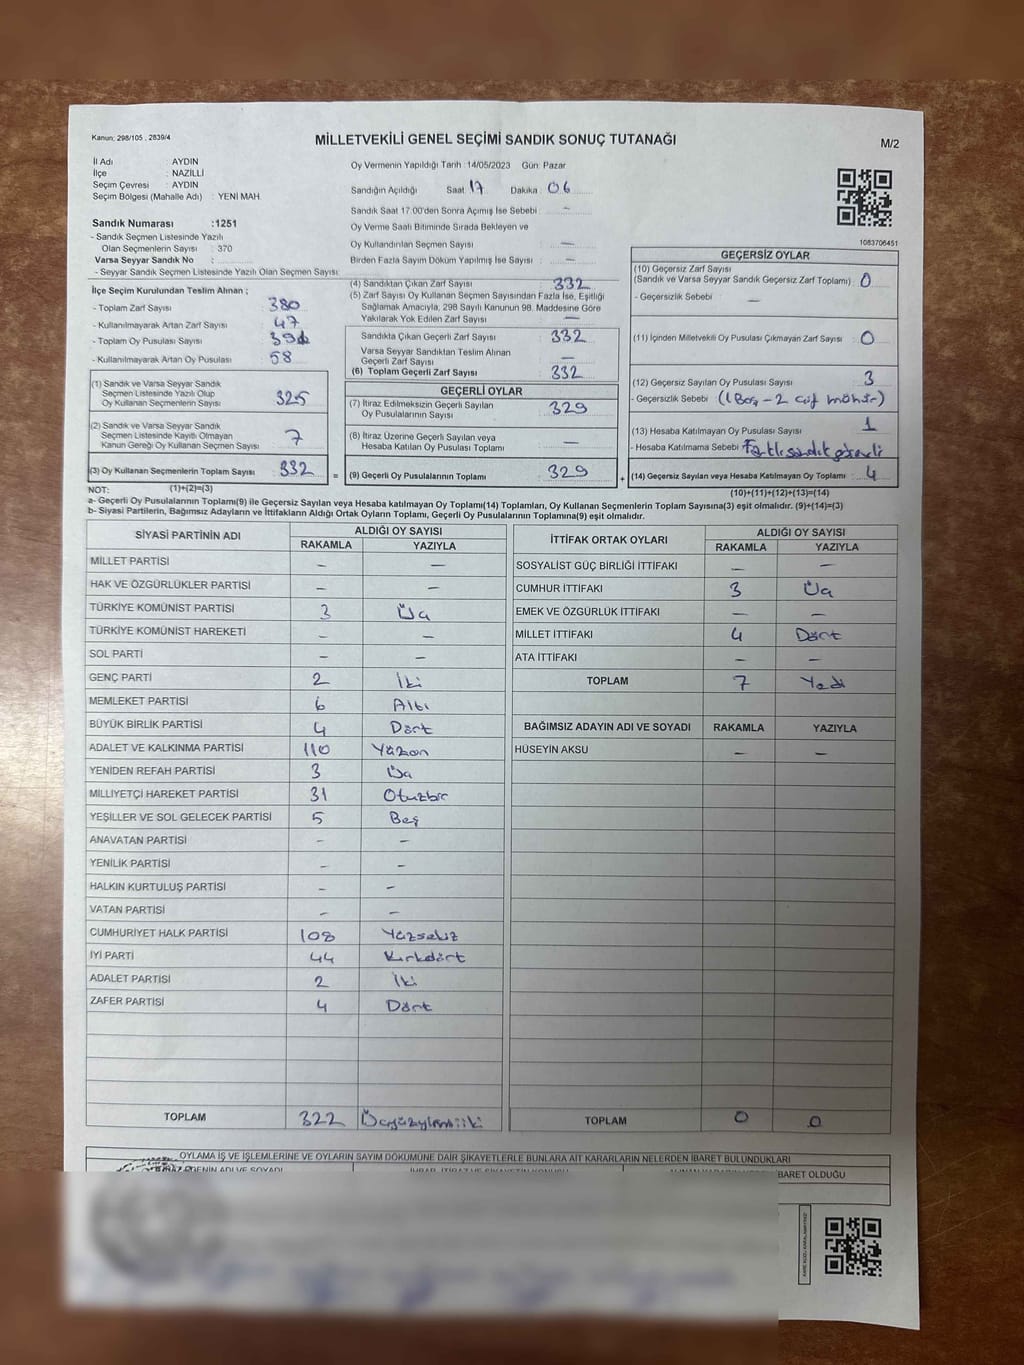 Kanun: 298/105 , 2839/4
MİLLETVEKİLİ GENEL SEÇİMİ SANDIK SONUÇ TUTANAĞI
M/2
İl Adı : AYDIN
İlçe : NAZİLLİ
Seçim Çevresi : AYDIN
Seçim Bölgesi (Mahalle Adı) : YENİ MAH.
Sandık Numarası :1251
- Sandık Seçmen Listesinde Yazılı
Olan Seçmenlerin Sayısı : 370
Varsa Seyyar Sandık No :
- Seyyar Sandık Seçmen Listesinde Yazılı Olan Seçmen Sayısı:
Oy Vermenin Yapıldığı Tarih :14/05/2023 Gün: Pazar
Sandığın Açıldığı Saat: 17 Dakika : 06
Sandık Saat 17.00'den Sonra Açımış İse Sebebi : –
Oy Verme Saati Bitiminde Sırada Bekleyen ve
Oy Kullandırılan Seçmen Sayısı : –
Birden Fazla Sayım Döküm Yapılmış İse Sayısı : –
1083706451
İlçe Seçim Kurulundan Teslim Alınan ;
- Toplam Zarf Sayısı : 380
- Kullanılmayarak Artan Zarf Sayısı : 47
- Toplam Oy Pusulası Sayısı :
- Kullanılmayarak Artan Oy Pusulası : 58
(1) Sandık ve Varsa Seyyar Sandık
Seçmen Listesinde Yazılı Olup
Oy Kullanan Seçmenlerin Sayısı : 325
(2) Sandık ve Varsa Seyyar Sandık
Seçmen Listesinde Kayıtlı Olmayan
Kanun Gereği Oy Kullanan Seçmen Sayısı : 7
(3) Oy Kullanan Seçmenlerin Toplam Sayısı : 332 =
(1)+(2)=(3)
(4) Sandıktan Çıkan Zarf Sayısı : 332
(5) Zarf Sayısı Oy Kullanan Seçmen Sayısından Fazla İse, Eşitliği
Sağlamak Amacıyla, 298 Sayılı Kanunun 98. Maddesine Göre
Yakılarak Yok Edilen Zarf Sayısı : –
Sandıkta Çıkan Geçerli Zarf Sayısı : 332
Varsa Seyyar Sandıktan Teslim Alınan
Geçerli Zarf Sayısı : –
(6) Toplam Geçerli Zarf Sayısı : 332
GEÇERLİ OYLAR
(7) İtiraz Edilmeksizin Geçerli Sayılan
Oy Pusulalarının Sayısı : 329
(8) İtiraz Üzerine Geçerli Sayılan veya
Hesaba Katılan Oy Pusulası Toplamı : –
(9) Geçerli Oy Pusulalarının Toplamı : 329 +
GEÇERSİZ OYLAR
(10) Geçersiz Zarf Sayısı
(Sandık ve Varsa Seyyar Sandık Geçersiz Zarf Toplamı) : 0
- Geçersizlik Sebebi : –
(11) İçinden Milletvekili Oy Pusulası Çıkmayan Zarf Sayısı : 0
(12) Geçersiz Sayılan Oy Pusulası Sayısı : 3
- Geçersizlik Sebebi : (1 Boş - 2 çift mühür)
(13) Hesaba Katılmayan Oy Pusulası Sayısı : 1
- Hesaba Katılmama Sebebi : Farklı sandık görevli
(14) Geçersiz Sayılan veya Hesaba Katılmayan Oy Toplamı : 4
(10)+(11)+(12)+(13)=(14)
NOT:
a- Geçerli Oy Pusulalarının Toplamı(9) ile Geçersiz Sayılan veya Hesaba katılmayan Oy Toplamı(14) Toplamları, Oy Kullanan Seçmenlerin Toplam Sayısına(3) eşit olmalıdır. (9)+(14)=(3)
b- Siyasi Partilerin, Bağımsız Adayların ve İttifakların Aldığı Ortak Oyların Toplamı, Geçerli Oy Pusulalarının Toplamına(9) eşit olmalıdır.
SİYASİ PARTİNİN ADI ALDIĞI OY SAYISI
RAKAMLA YAZIYLA
MİLLET PARTİSİ – –
HAK VE ÖZGÜRLÜKLER PARTİSİ – –
TÜRKİYE KOMÜNİST PARTİSİ 3 Üç
TÜRKİYE KOMÜNİST HAREKETİ – –
SOL PARTİ – –
GENÇ PARTİ 2 İki
MEMLEKET PARTİSİ 6 Altı
BÜYÜK BİRLİK PARTİSİ 4 Dört
ADALET VE KALKINMA PARTİSİ 110 Yüzon
YENİDEN REFAH PARTİSİ 3 Üç
MİLLİYETÇİ HAREKET PARTİSİ 31 Otuzbir
YEŞİLLER VE SOL GELECEK PARTİSİ 5 Beş
ANAVATAN PARTİSİ – –
YENİLİK PARTİSİ – –
HALKIN KURTULUŞ PARTİSİ – –
VATAN PARTİSİ – –
CUMHURİYET HALK PARTİSİ 108 Yüzsekiz
İYİ PARTİ 44 Kırkdört
ADALET PARTİSİ 2 İki
ZAFER PARTİSİ 4 Dört
TOPLAM 322 Üçyüzyirmiiki
İTTİFAK ORTAK OYLARI ALDIĞI OY SAYISI
RAKAMLA YAZIYLA
SOSYALİST GÜÇ BİRLİĞİ İTTİFAKI – –
CUMHUR İTTİFAKI 3 Üç
EMEK VE ÖZGÜRLÜK İTTİFAKI – –
MİLLET İTTİFAKI 4 Dört
ATA İTTİFAKI – –
TOPLAM 7 Yedi
BAĞIMSIZ ADAYIN ADI VE SOYADI RAKAMLA YAZIYLA
HÜSEYİN AKSU – –
TOPLAM 0 0
OYLAMA İŞ VE İŞLEMLERİNE VE OYLARIN SAYIM DÖKÜMÜNE DAİR ŞİKAYETLERLE BUNLARA AİT KARARLARIN NELERDEN İBARET BULUNDUKLARI
İBARET OLDUĞU